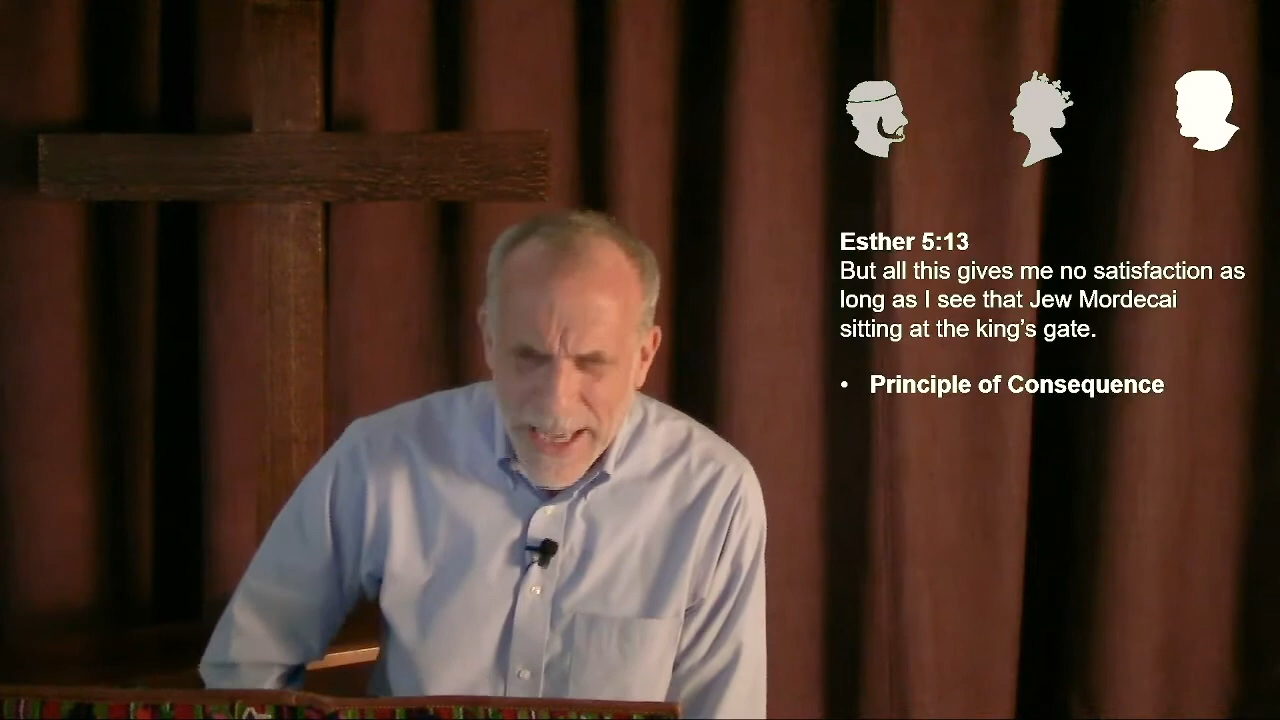 Esther 5:13
But all this gives me no satisfaction as
long as I see that Jew Mordecai
sitting at the king's gate.
• Principle of Consequence